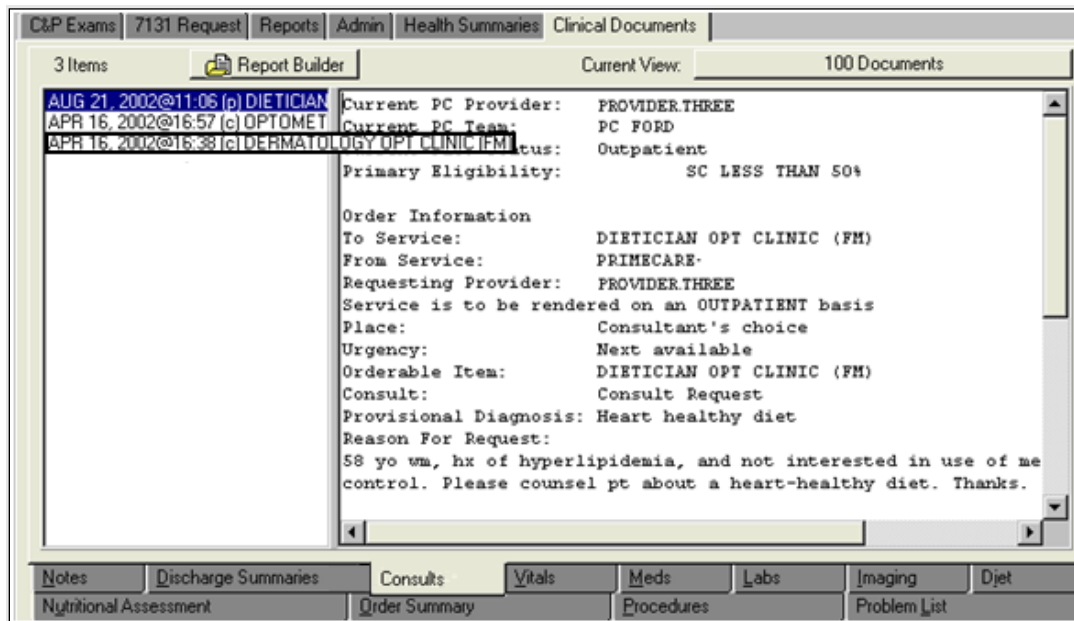 C&P Exams 7131 Request Reports Admin Health Summaries Clinical Documents
3 Items Report Builder Current View: 100 Documents
AUG 21, 2002@11:06 (p) DIETICIAN
APR 16, 2002@16:57 (c) OPTOMET
APR 16, 2002@16:38 (c) DERMATOLOGY OPT CLINIC (FM)
Current PC Provider: PROVIDER.THREE
Current PC Team: PC FORD
tus: Outpatient
Primary Eligibility: SC LESS THAN 50%
Order Information
To Service: DIETICIAN OPT CLINIC (FM)
From Service: PRIMECARE-
Requesting Provider: PROVIDER.THREE
Service is to be rendered on an OUTPATIENT basis
Place: Consultant's choice
Urgency: Next available
Orderable Item: DIETICIAN OPT CLINIC (FM)
Consult: Consult Request
Provisional Diagnosis: Heart healthy diet
Reason For Request:
58 yo wm, hx of hyperlipidemia, and not interested in use of me
control. Please counsel pt about a heart-healthy diet. Thanks.
Notes Discharge Summaries Consults Vitals Meds Labs Imaging Diet
Nutritional Assessment Order Summary Procedures Problem List